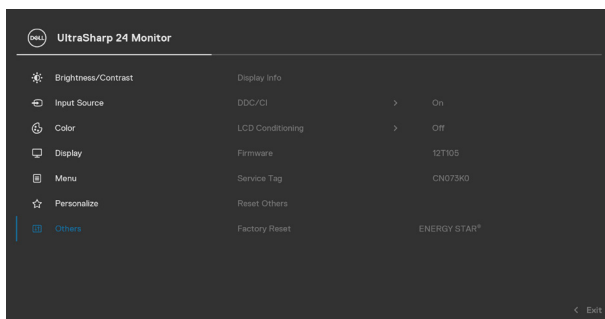 DELL UltraSharp 24 Monitor
Brightness/Contrast Display Info
Input Source DDC/CI > On
Color LCD Conditioning > Off
Display Firmware 12T105
Menu Service Tag CN073K0
Personalize Reset Others
Others Factory Reset ENERGY STAR®
< Exit